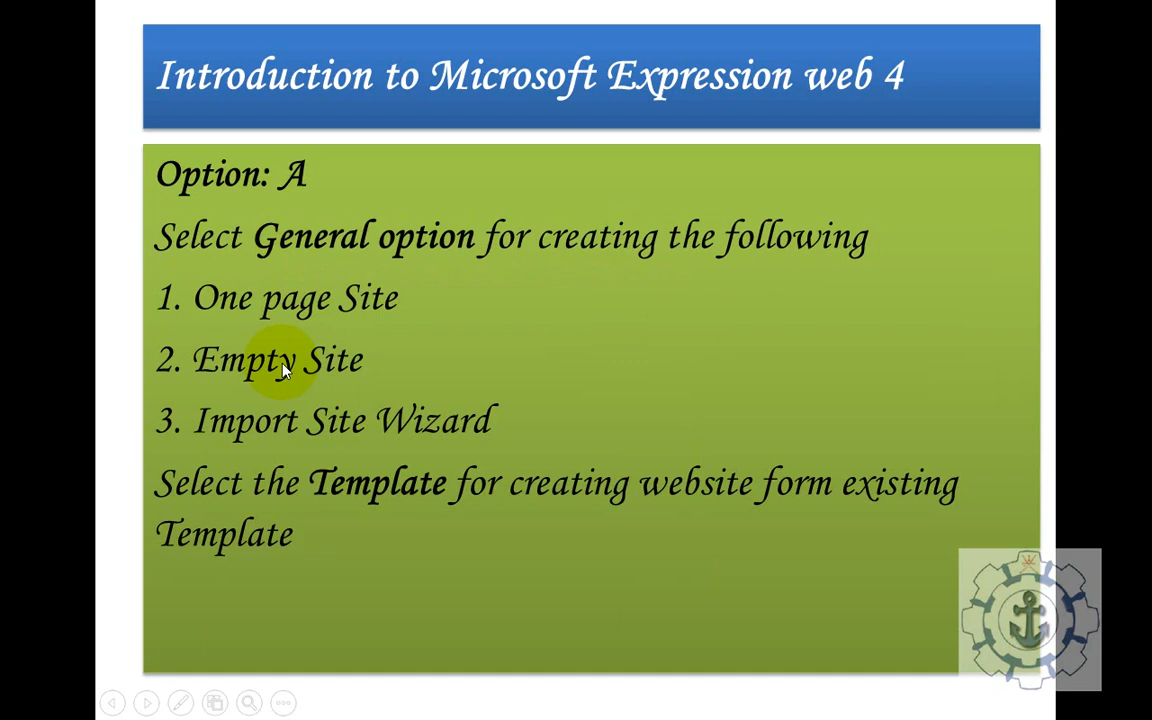 Introduction to Microsoft Expression web 4
Option: A
Select General option for creating the following
1. One page Site
2. Empty Site
3. Import Site Wizard
Select the Template for creating website form existing
Template